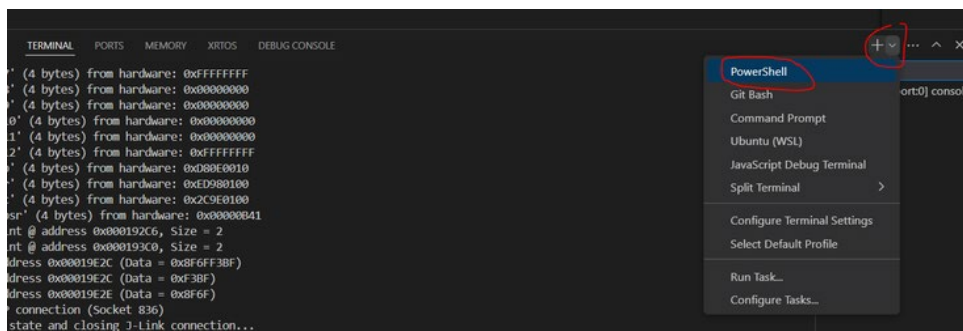 TERMINAL PORTS MEMORY XRTOS DEBUG CONSOLE
' (4 bytes) from hardware: 0xFFFFFFFF
' (4 bytes) from hardware: 0x00000000
' (4 bytes) from hardware: 0x00000000
0' (4 bytes) from hardware: 0x00000000
1' (4 bytes) from hardware: 0x00000000
2' (4 bytes) from hardware: 0xFFFFFFFF
' (4 bytes) from hardware: 0xD80E0010
' (4 bytes) from hardware: 0xED980100
' (4 bytes) from hardware: 0x2C9E0100
sr' (4 bytes) from hardware: 0x00000B41
nt @ address 0x000192C6, Size = 2
nt @ address 0x000193C0, Size = 2
ddress 0x00019E2C (Data = 0x8F6FF3BF)
ddress 0x00019E2C (Data = 0xF3BF)
ddress 0x00019E2E (Data = 0x8F6F)
connection (Socket 836)
state and closing J-Link connection...
PowerShell
Git Bash
Command Prompt
Ubuntu (WSL)
JavaScript Debug Terminal
Split Terminal
Configure Terminal Settings
Select Default Profile
Run Task...
Configure Tasks...
ort:0] consol